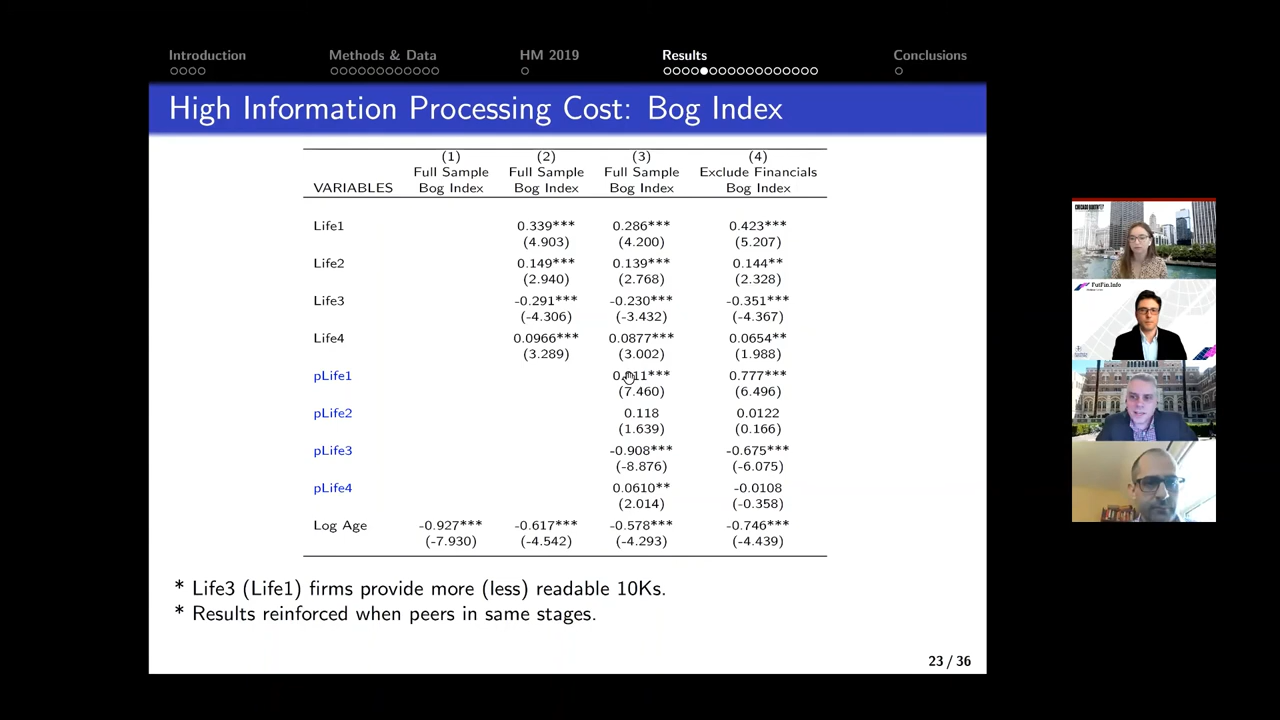 Introduction Methods & Data HM 2019 Results Conclusions
High Information Processing Cost: Bog Index
(1) (2) (3) (4)
Full Sample Full Sample Full Sample Exclude Financials
VARIABLES Bog Index Bog Index Bog Index Bog Index
Life1 0.339*** 0.286*** 0.423***
(4.903) (4.200) (5.207)
Life2 0.149*** 0.139*** 0.144**
(2.940) (2.768) (2.328)
Life3 -0.291*** -0.230*** -0.351***
(-4.306) (-3.432) (-4.367)
Life4 0.0966*** 0.0877*** 0.0654**
(3.289) (3.002) (1.988)
pLife1 0.777***
(7.460) (6.496)
pLife2 0.118 0.0122
(1.639) (0.166)
pLife3 -0.908*** -0.675***
(-8.876) (-6.075)
pLife4 0.0610** -0.0108
(2.014) (-0.358)
Log Age -0.927*** -0.617*** -0.578*** -0.746***
(-7.930) (-4.542) (-4.293) (-4.439)
* Life3 (Life1) firms provide more (less) readable 10Ks.
* Results reinforced when peers in same stages.
23 / 36
CHICAGO BOOTH
FutFin.Info